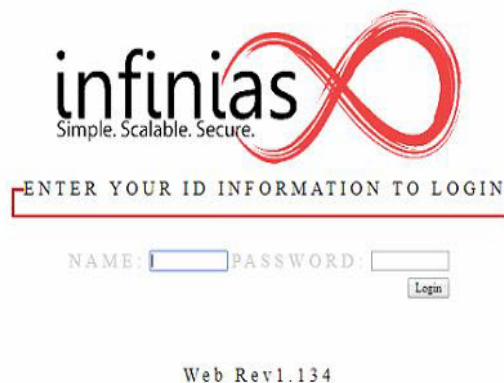 infinias
Simple. Scalable. Secure.
ENTER YOUR ID INFORMATION TO LOGIN
NAME: PASSWORD:
Login
Web Rev1.134